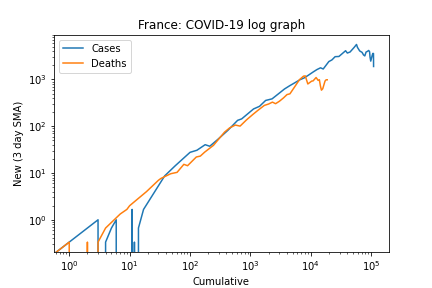 France: COVID-19 log graph
Cases
Deaths
New (3 day SMA)
10³
10²
10¹
10⁰
10⁰ 10¹ 10² 10³ 10⁴ 10⁵
Cumulative